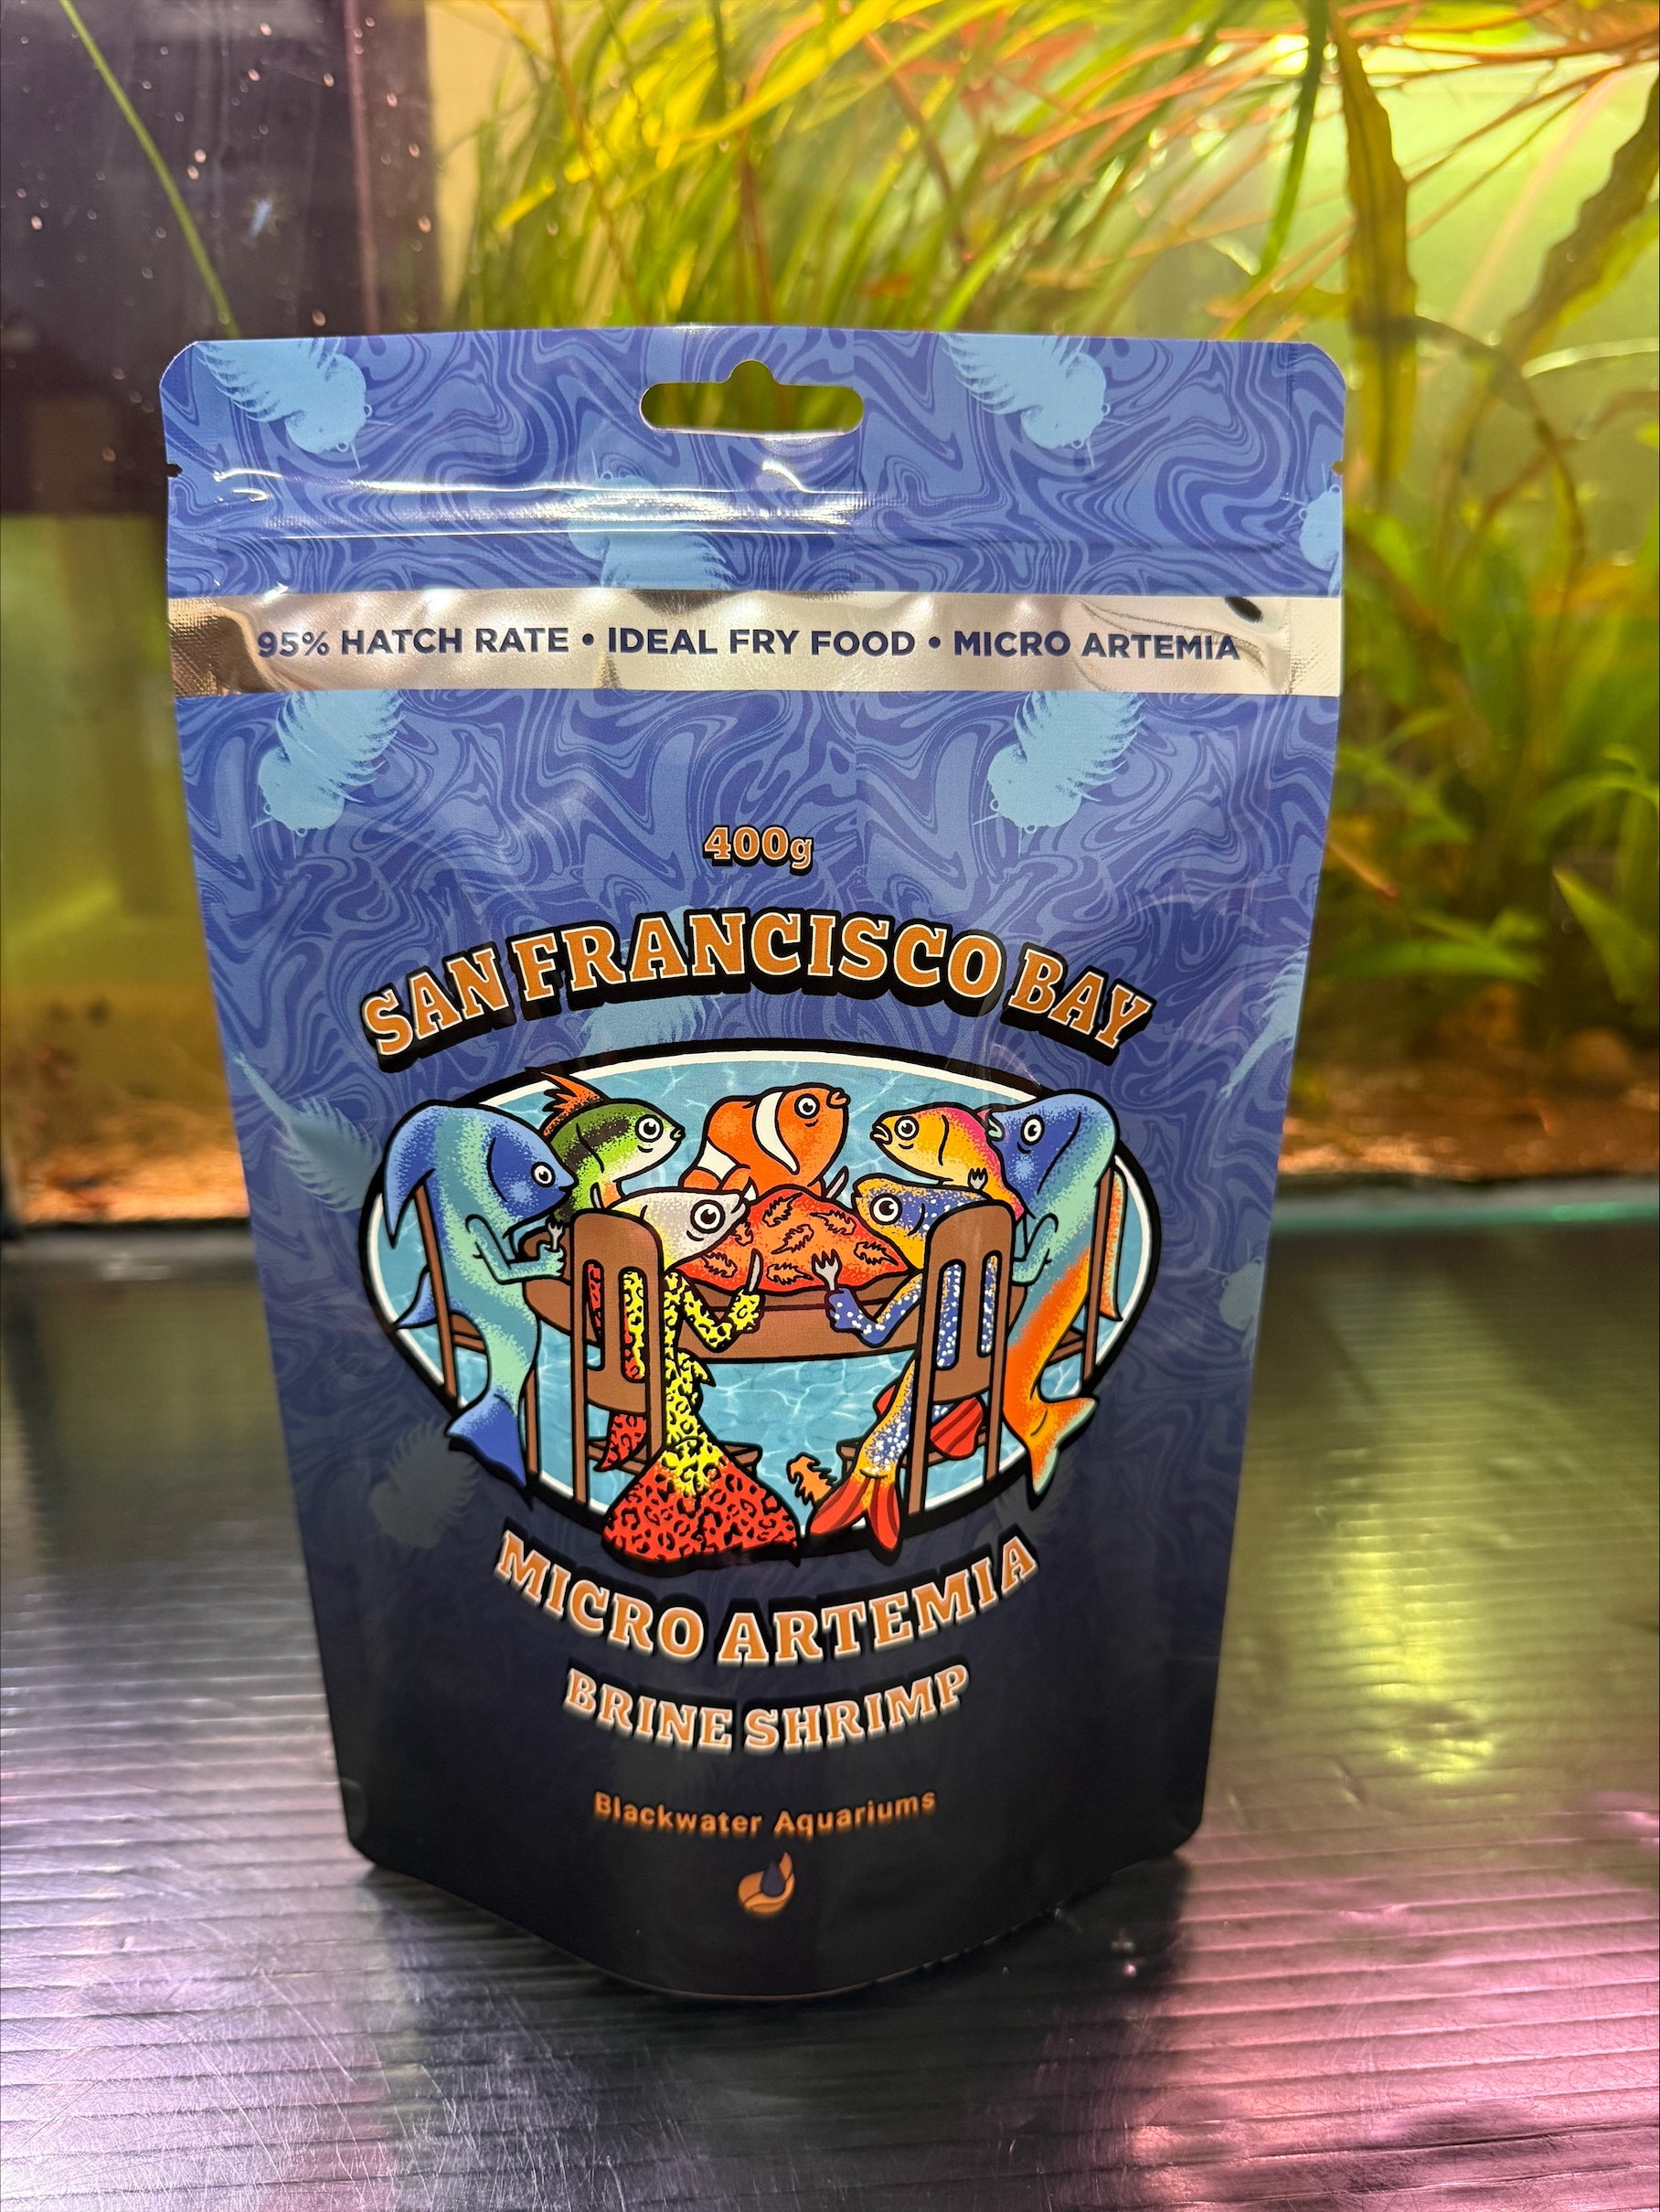 95% HATCH RATE • IDEAL FRY FOOD • MICRO ARTEMIA
400g
SAN FRANCISCO BAY
MICRO ARTEMIA
BRINE SHRIMP
Blackwater Aquariums